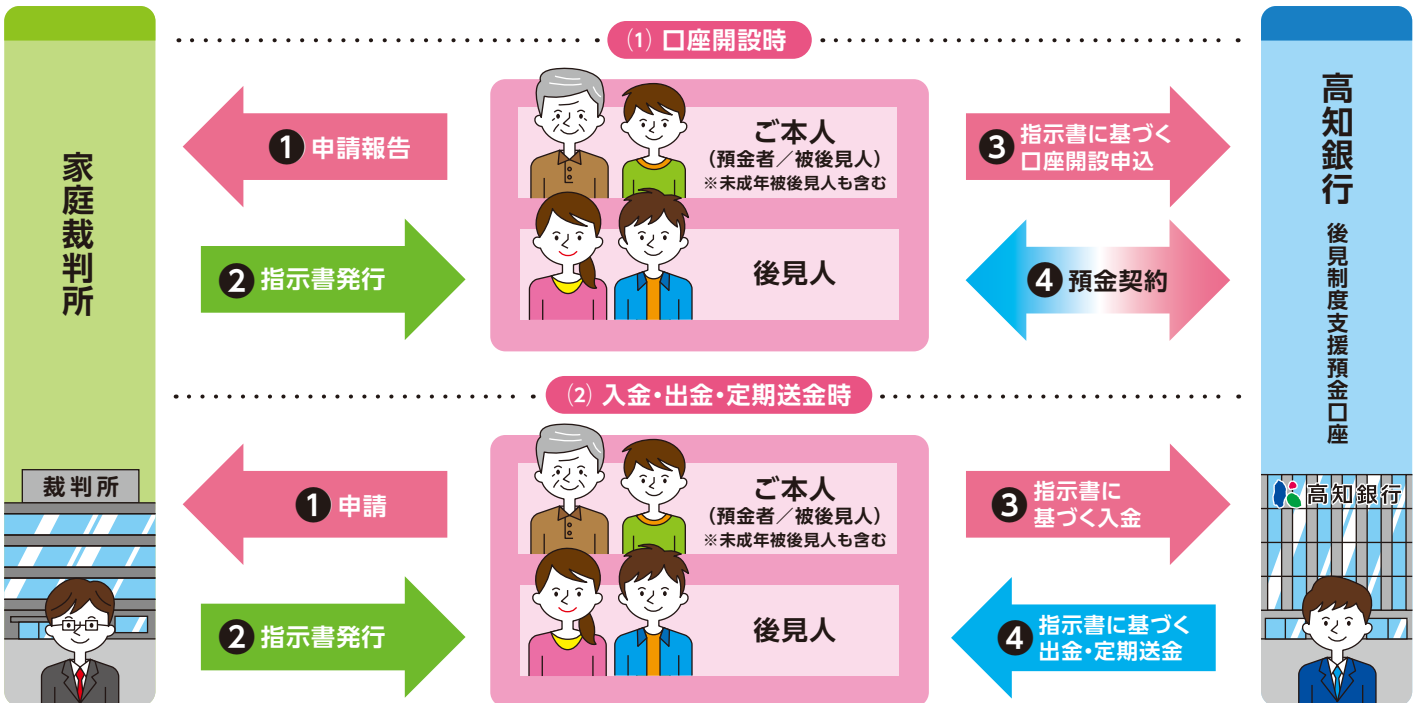 家庭裁判所
裁判所
⑴ 口座開設時
❶ 申請報告
❷ 指示書発行
ご本人
(預金者/被後見人)
※未成年被後見人も含む
後見人
❸ 指示書に基づく
口座開設申込
❹ 預金契約
⑵ 入金・出金・定期送金時
❶ 申請
❷ 指示書発行
ご本人
(預金者/被後見人)
※未成年被後見人も含む
後見人
❸ 指示書に
基づく入金
❹ 指示書に基づく
出金・定期送金
高知銀行 後見制度支援預金口座
高知銀行